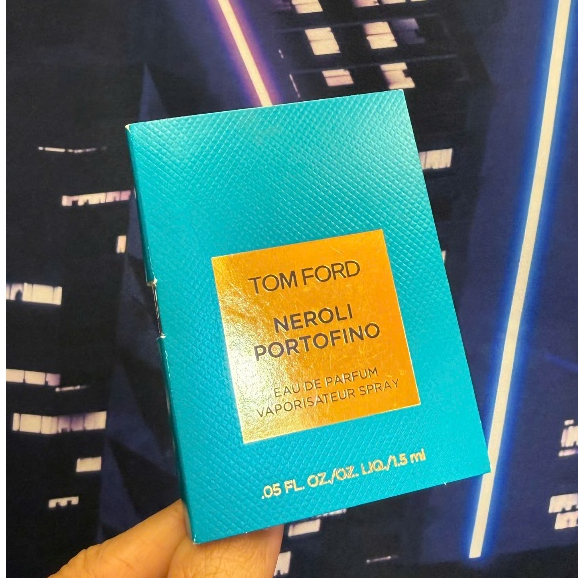 TOM FORD
NEROLI
PORTOFINO
EAU DE PARFUM
VAPORISATEUR SPRAY
.05 FL. OZ./OZ. LIQ./1.5 ml